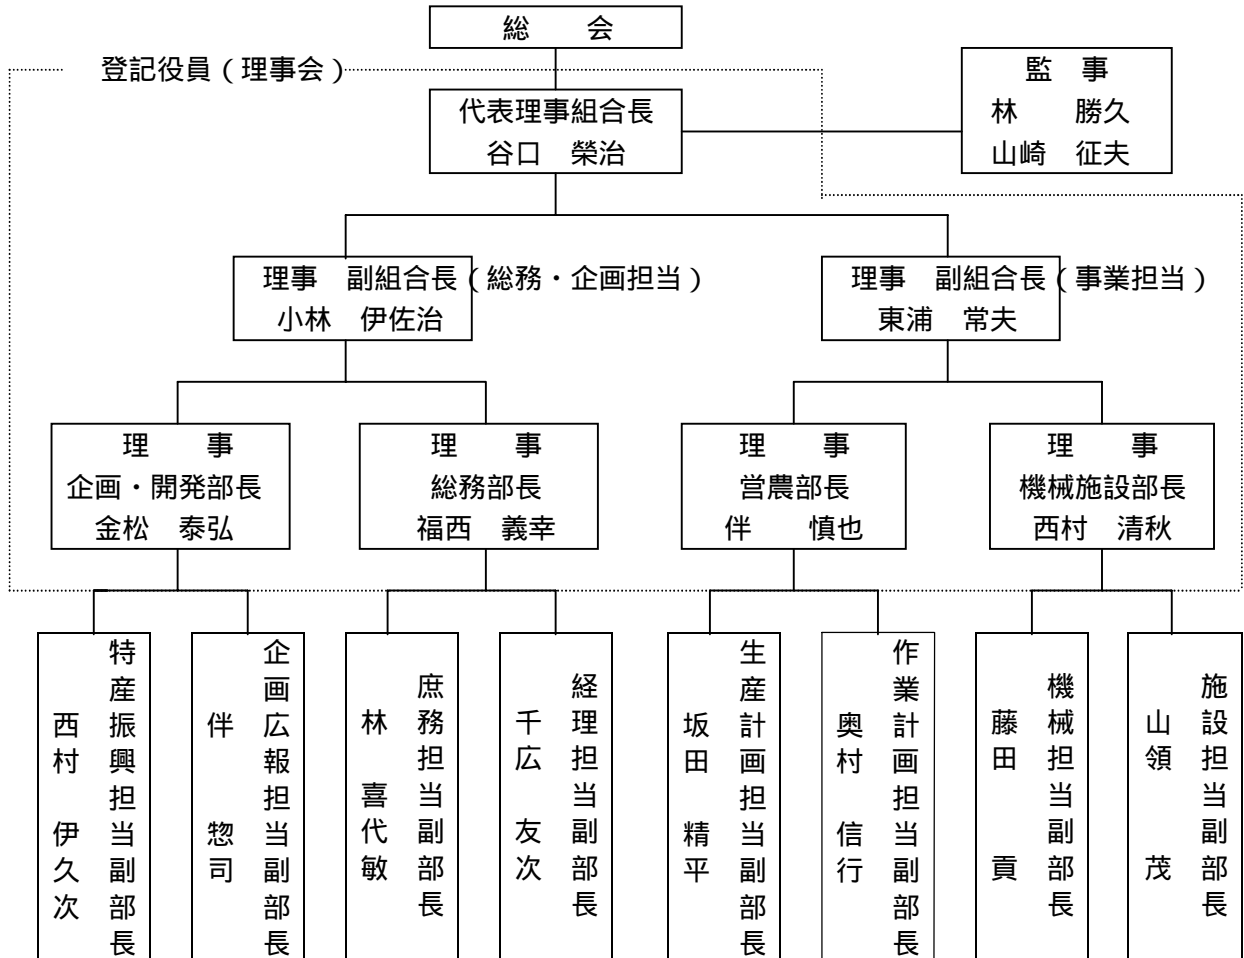 総　　会
登記役員（理事会）
監　事
林　　勝久
山崎　征夫
代表理事組合長
谷口　榮治
理事　副組合長（総務・企画担当）
小林　伊佐治
理事　副組合長（事業担当）
東浦　常夫
理　　事
企画・開発部長
金松　泰弘
理　　事
総務部長
福西　義幸
理　　事
営農部長
伴　　慎也
理　　事
機械施設部長
西村　清秋
特産振興担当副部長
西村　伊久次
企画広報担当副部長
伴　　惣司
庶務担当副部長
林　喜代敏
経理担当副部長
千広　友次
生産計画担当副部長
坂田　精平
作業計画担当副部長
奥村　信行
機械担当副部長
藤田　　貢
施設担当副部長
山領　　茂